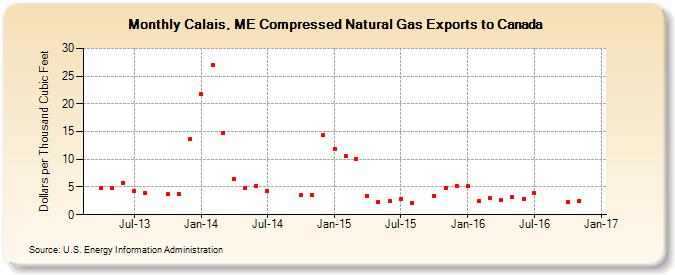 Monthly Calais, ME Compressed Natural Gas Exports to Canada
Dollars per Thousand Cubic Feet
30
25
20
15
10
5
0
Jul-13 Jan-14 Jul-14 Jan-15 Jul-15 Jan-16 Jul-16 Jan-17
Source: U.S. Energy Information Administration